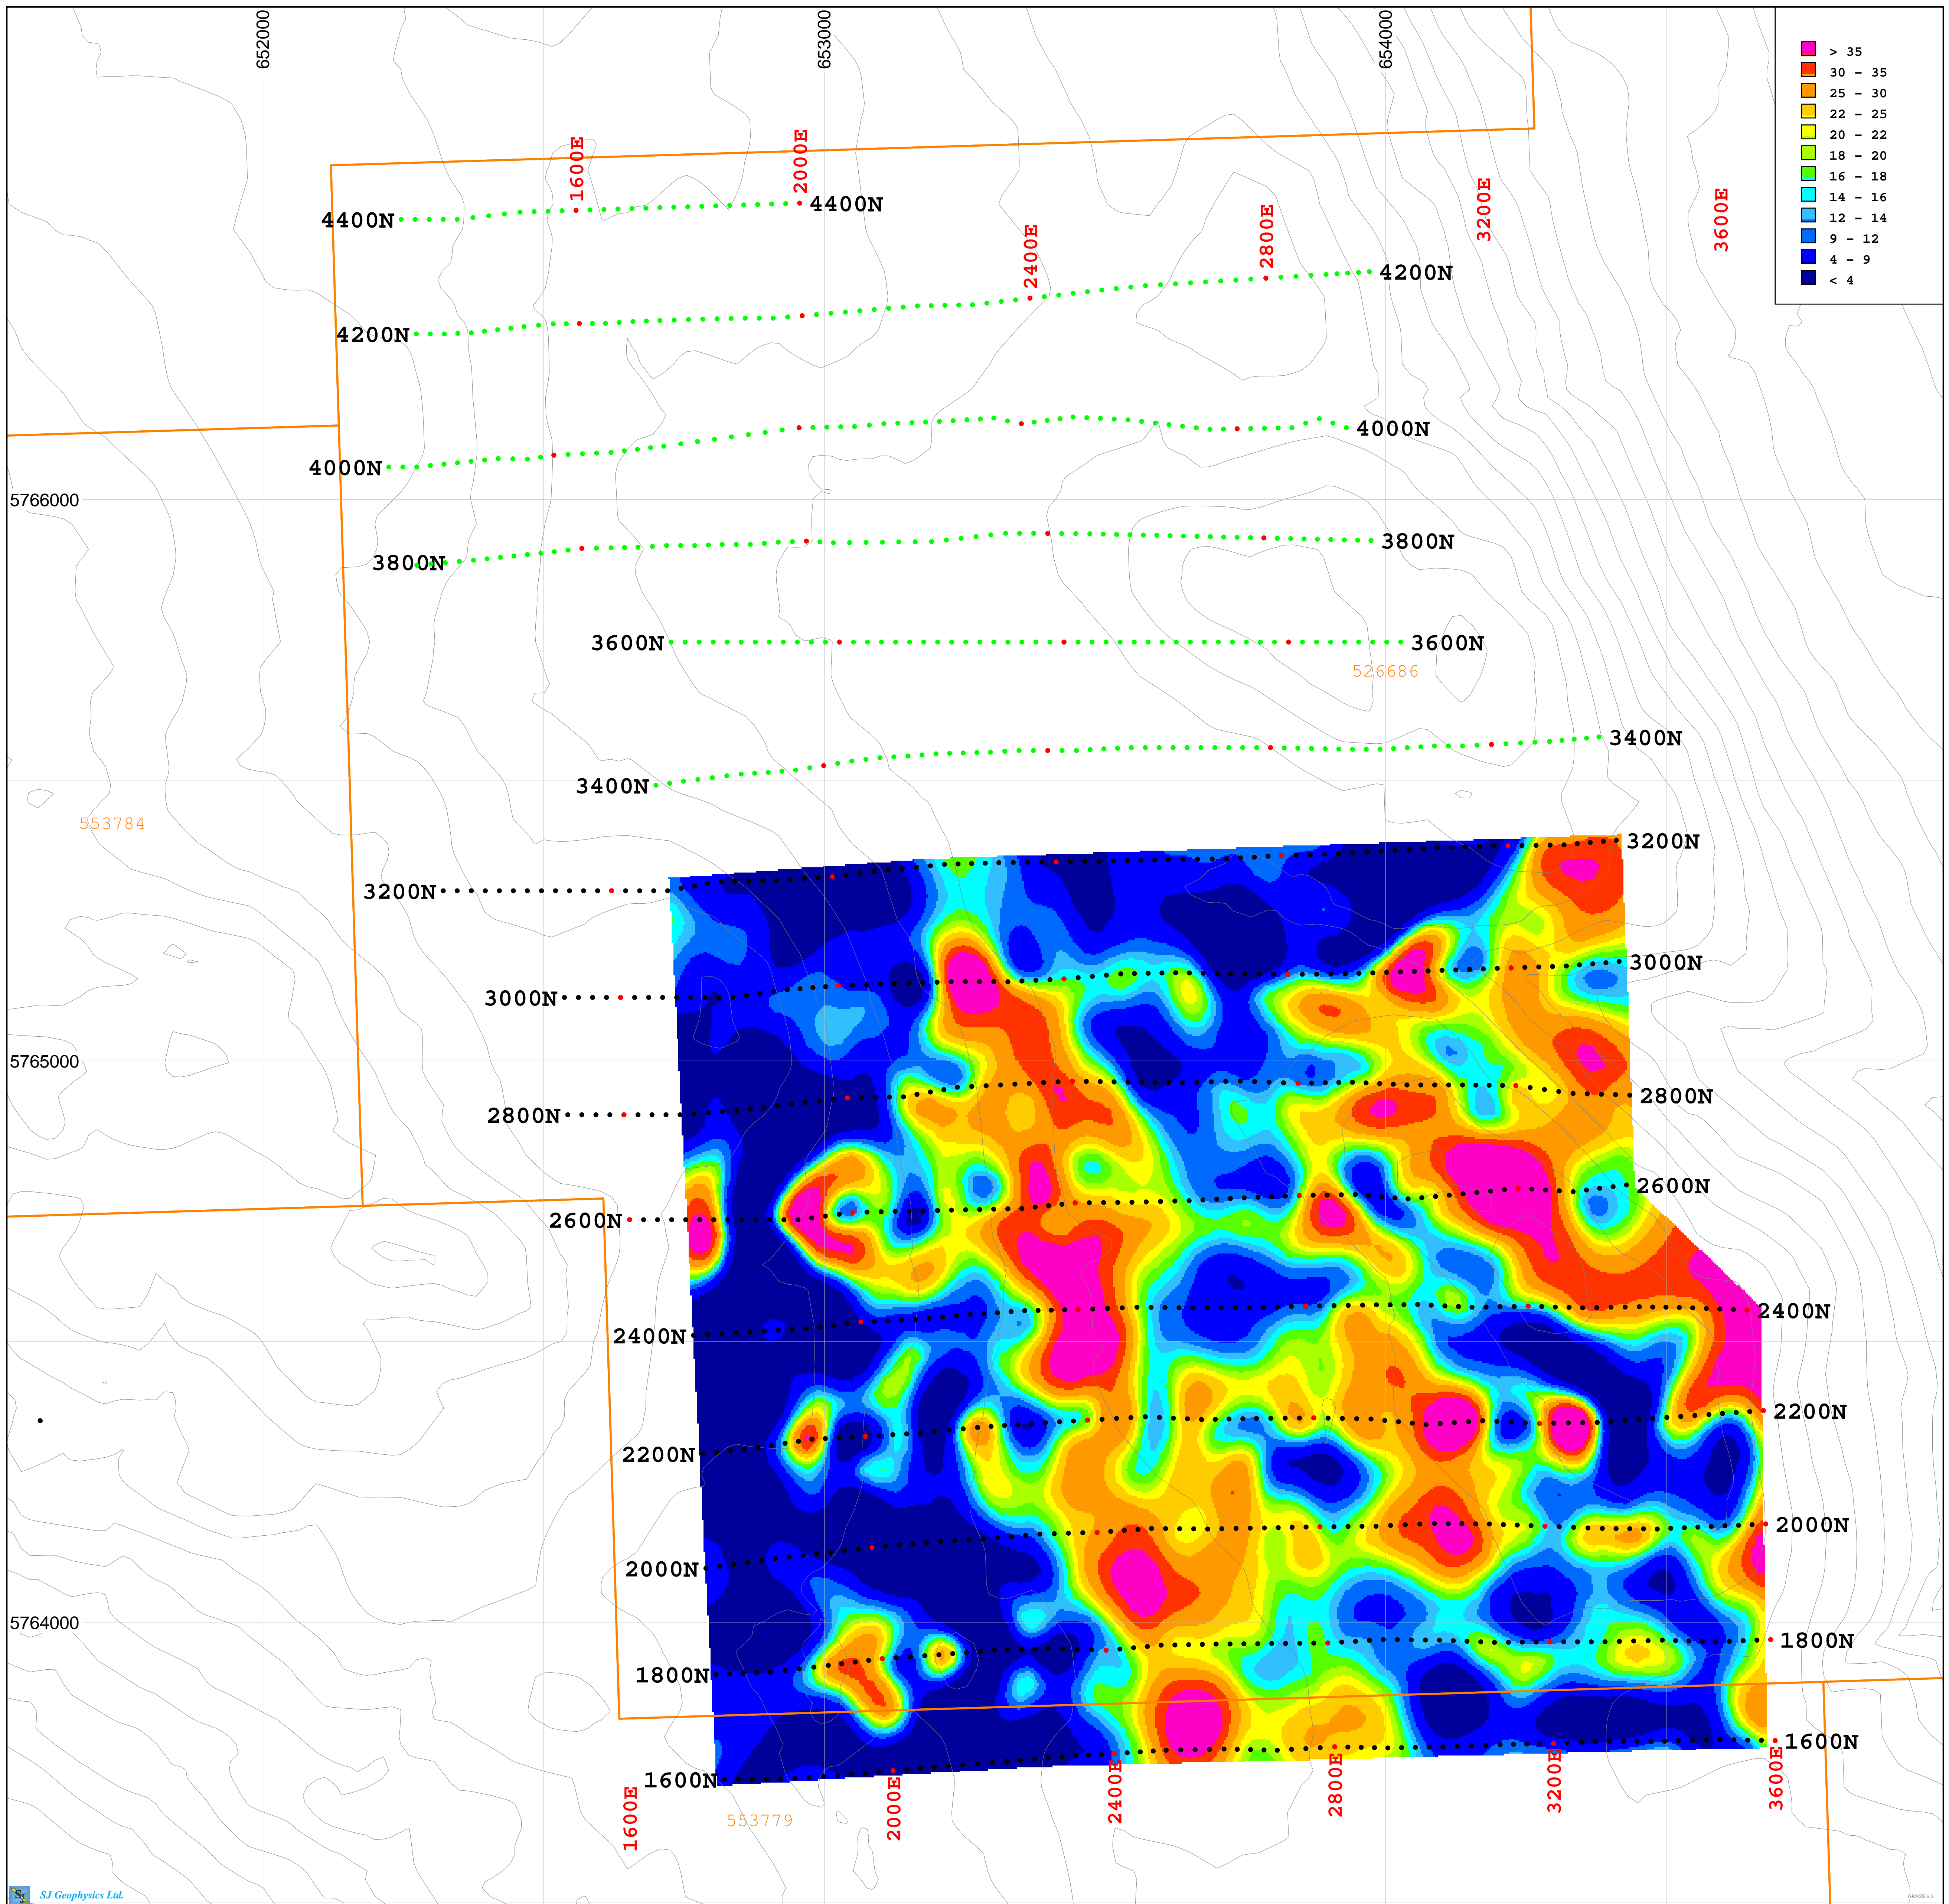 652000
653000
654000
> 35
30 - 35
25 - 30
22 - 25
20 - 22
18 - 20
16 - 18
14 - 16
12 - 14
9 - 12
4 - 9
< 4
1600E
2000E
2400E
2800E
3200E
3600E
4400N
4400N
4200N
4200N
4000N
4000N
5766000
3800N
3800N
3600N
3600N
526686
3400N
3400N
553784
3200N
3200N
3000N
3000N
5765000
2800N
2800N
2600N
2600N
2400N
2400N
2200N
2200N
2000N
2000N
5764000
1800N
1800N
1600N
1600N
1600E
2000E
2400E
2800E
3200E
3600E
553779
SJ Geophysics Ltd.